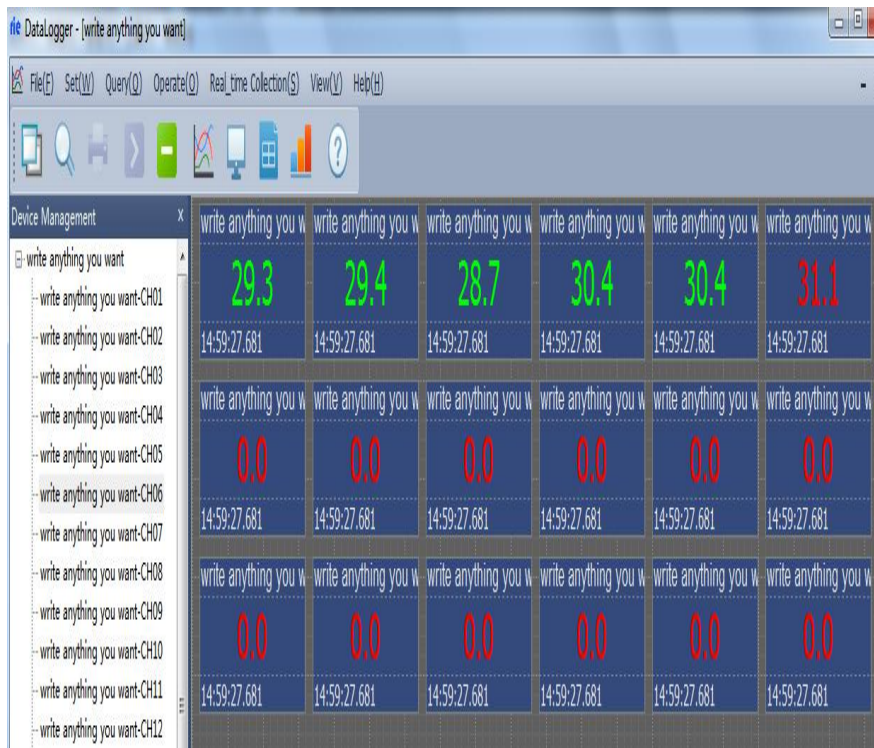 DataLogger - [write anything you want]
File(F) Set(W) Query(Q) Operate(O) Real_time Collection(S) View(V) Help(H)
Device Management x
write anything you want
write anything you want-CH01
write anything you want-CH02
write anything you want-CH03
write anything you want-CH04
write anything you want-CH05
write anything you want-CH06
write anything you want-CH07
write anything you want-CH08
write anything you want-CH09
write anything you want-CH10
write anything you want-CH11
write anything you want-CH12
write anything you w write anything you w write anything you w write anything you w write anything you w write anything you w
29.3 29.4 28.7 30.4 30.4 31.1
14:59:27.681 14:59:27.681 14:59:27.681 14:59:27.681 14:59:27.681 14:59:27.681
write anything you w write anything you w write anything you w write anything you w write anything you w write anything you w
0.0 0.0 0.0 0.0 0.0 0.0
14:59:27.681 14:59:27.681 14:59:27.681 14:59:27.681 14:59:27.681 14:59:27.681
write anything you w write anything you w write anything you w write anything you w write anything you w write anything you w
0.0 0.0 0.0 0.0 0.0 0.0
14:59:27.681 14:59:27.681 14:59:27.681 14:59:27.681 14:59:27.681 14:59:27.681